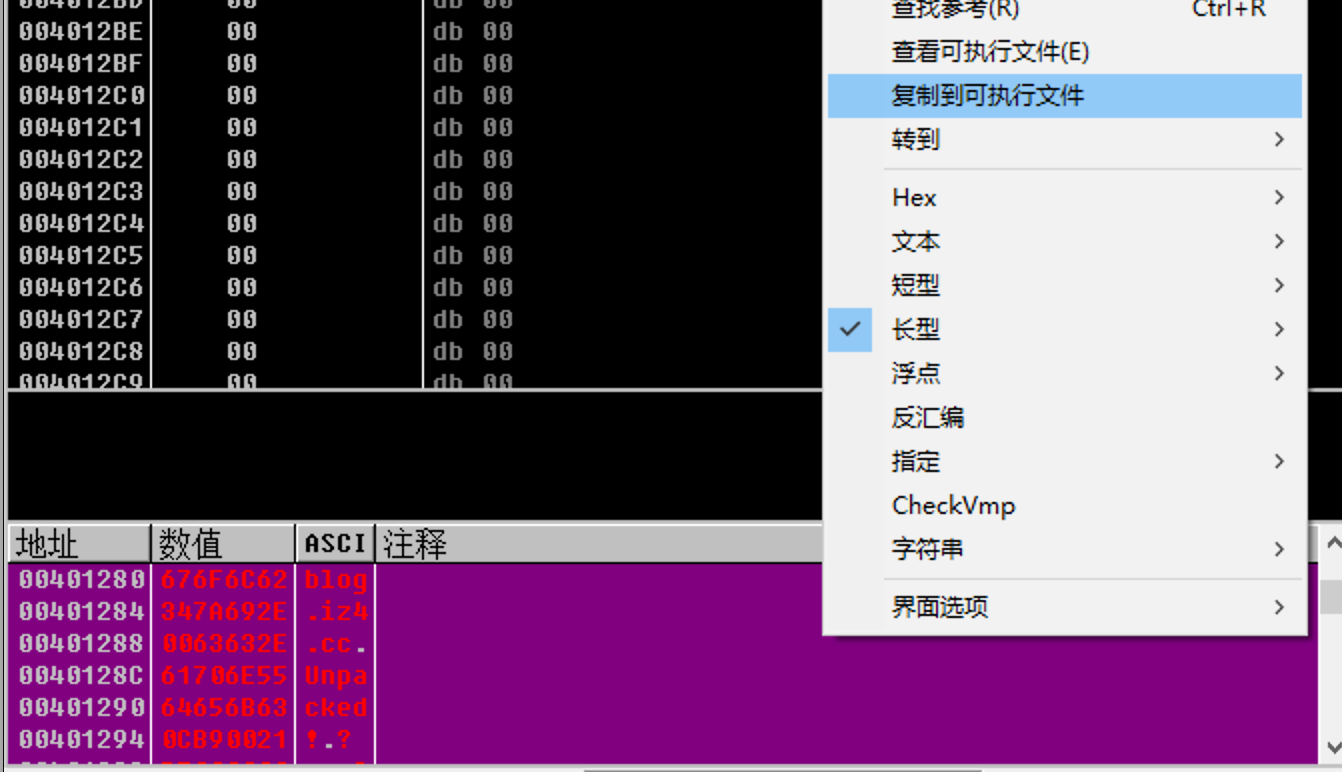 004012BD 00 db 00
004012BE 00 db 00
004012BF 00 db 00
004012C0 00 db 00
004012C1 00 db 00
004012C2 00 db 00
004012C3 00 db 00
004012C4 00 db 00
004012C5 00 db 00
004012C6 00 db 00
004012C7 00 db 00
004012C8 00 db 00
004012C9 00 db 00
查找参考(R) Ctrl+R
查看可执行文件(E)
复制到可执行文件
转到
Hex
文本
短型
长型
浮点
反汇编
指定
CheckVmp
字符串
界面选项
地址 数值 ASCI 注释
00401280 676F6C62 blog
00401284 347A692E .iz4
00401288 0063632E .cc.
0040128C 61706E55 Unpa
00401290 64656B63 cked
00401294 0CB90021 !.?